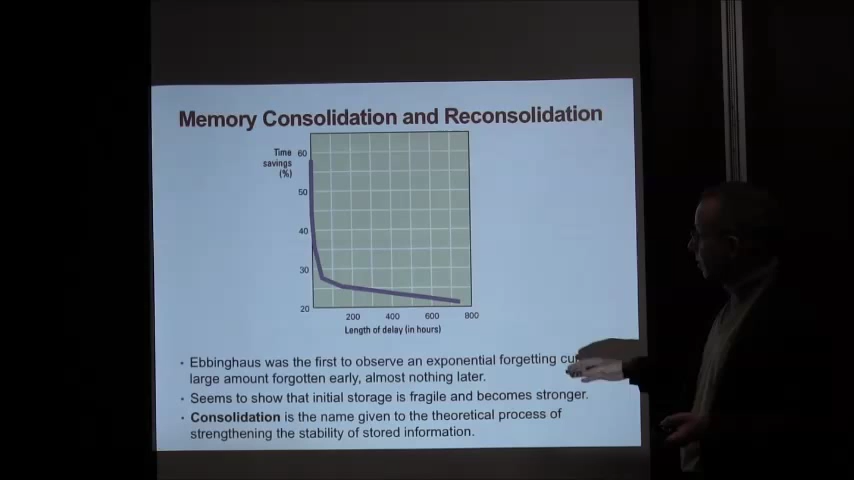 Memory Consolidation and Reconsolidation
Time
savings
(%)
60
50
40
30
20
200 400 600 800
Length of delay (in hours)
• Ebbinghaus was the first to observe an exponential forgetting
large amount forgotten early, almost nothing later.
• Seems to show that initial storage is fragile and becomes stronger.
• Consolidation is the name given to the theoretical process of
strengthening the stability of stored information.